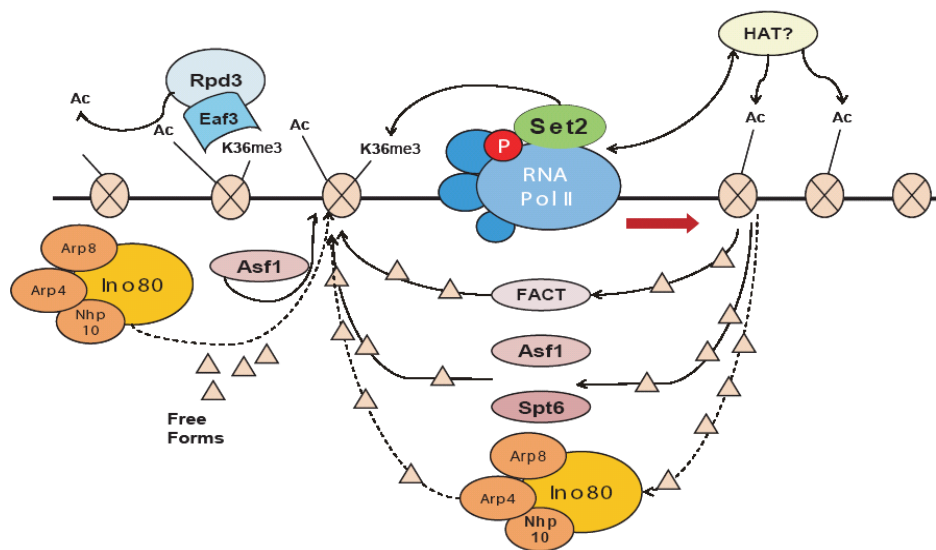 HAT?
Rpd3
Ac
Eaf3
Ac
Ac
K36me3
K36me3
P
Set2
RNA
Pol II
Ac
Ac
Arp8
Arp4
Ino80
Nhp
10
Asf1
FACT
Asf1
Spt6
Free
Forms
Arp8
Arp4
Ino80
Nhp
10